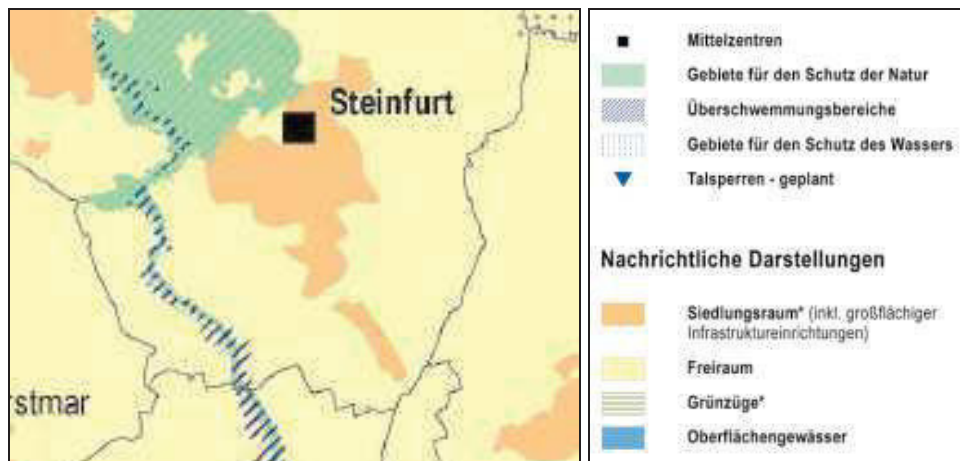 Steinfurt
rstmar
Mittelzentren
Gebiete für den Schutz der Natur
Überschwemmungsbereiche
Gebiete für den Schutz des Wassers
Talsperren - geplant
Nachrichtliche Darstellungen
Siedlungsraum* (inkl. großflächiger
Infrastruktureinrichtungen)
Freiraum
Grünzüge*
Oberflächengewässer